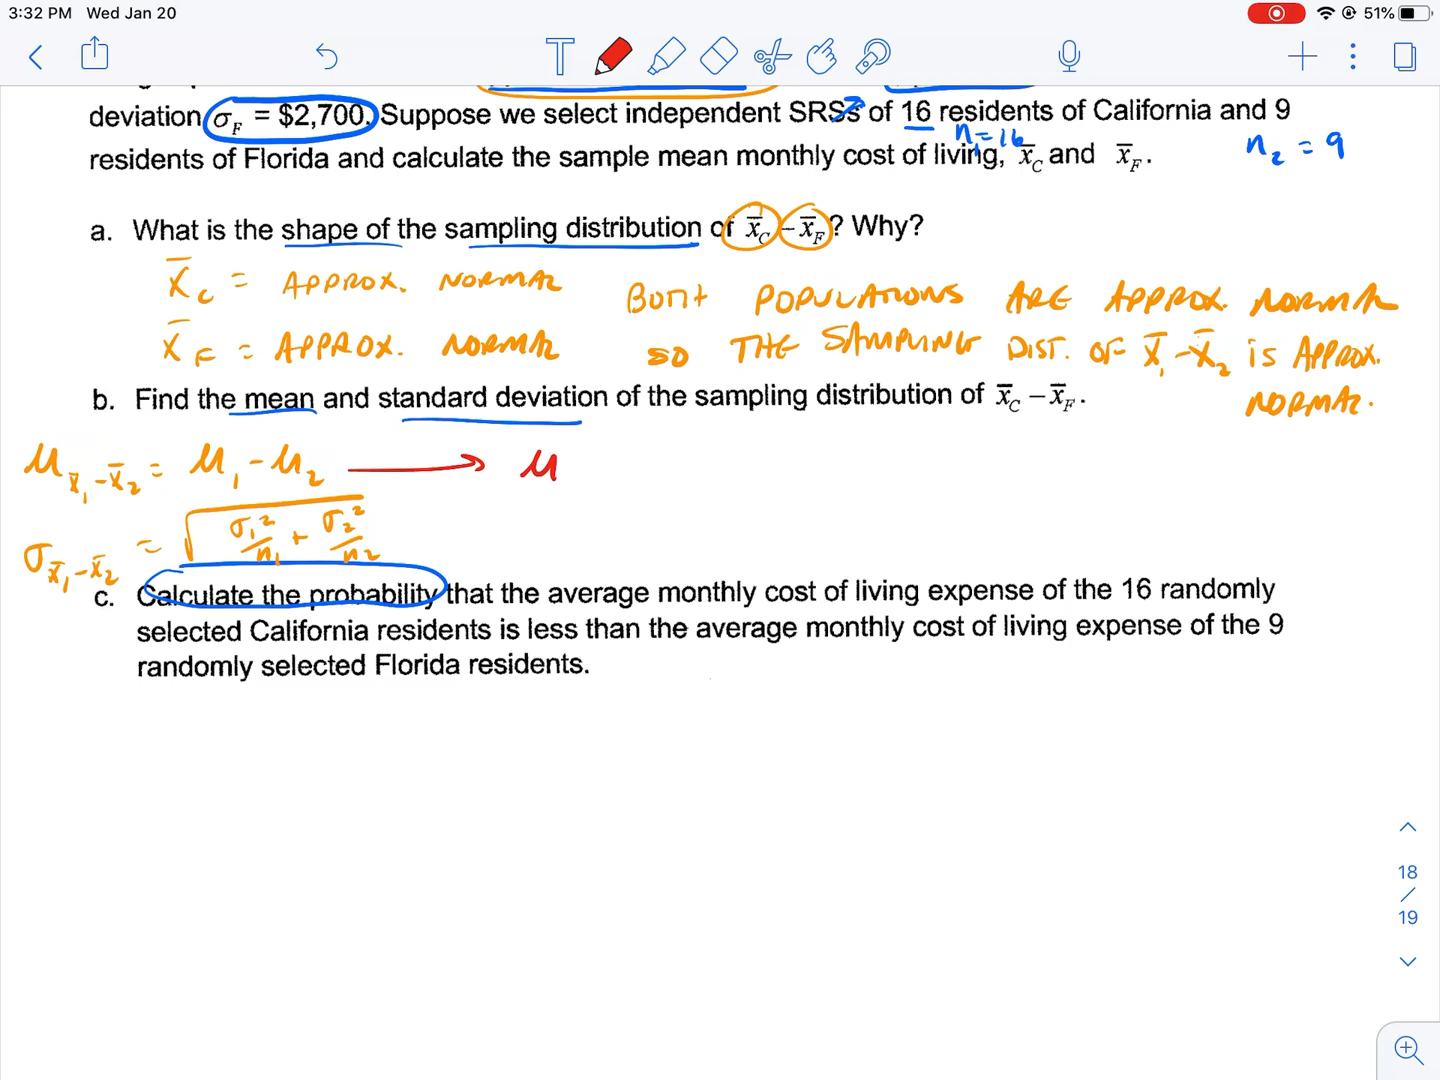 3:32 PM Wed Jan 20
51%
deviation σF = $2,700. Suppose we select independent SRSs of 16 residents of California and 9
n₁ = 16
n₂ = 9
residents of Florida and calculate the sample mean monthly cost of living, x̄C and x̄F.
a. What is the shape of the sampling distribution of x̄C − x̄F? Why?
x̄C = APPROX. NORMAL
BOTH POPULATIONS ARE APPROX. NORMAL
x̄F = APPROX. NORMAL
SO THE SAMPLING DIST. OF x̄₁ − x̄₂ is APPROX.
NORMAL.
b. Find the mean and standard deviation of the sampling distribution of x̄C − x̄F.
μx̄₁−x̄₂ = μ₁ − μ₂ → μ
σx̄₁−x̄₂ = √(σ₁²/n₁ + σ₂²/n₂)
c. Calculate the probability that the average monthly cost of living expense of the 16 randomly
selected California residents is less than the average monthly cost of living expense of the 9
randomly selected Florida residents.
18
/
19